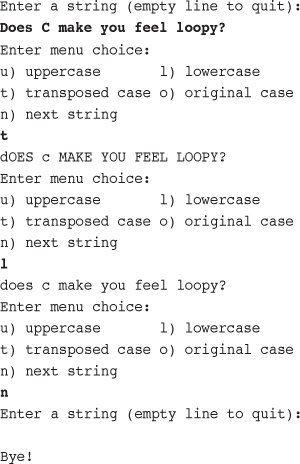 Enter a string (empty line to quit):
Does C make you feel loopy?
Enter menu choice:
u) uppercase       l) lowercase
t) transposed case o) original case
n) next string
t
dOES c MAKE YOU FEEL LOOPY?
Enter menu choice:
u) uppercase       l) lowercase
t) transposed case o) original case
n) next string
l
does c make you feel loopy?
Enter menu choice:
u) uppercase       l) lowercase
t) transposed case o) original case
n) next string
n
Enter a string (empty line to quit):
Bye!